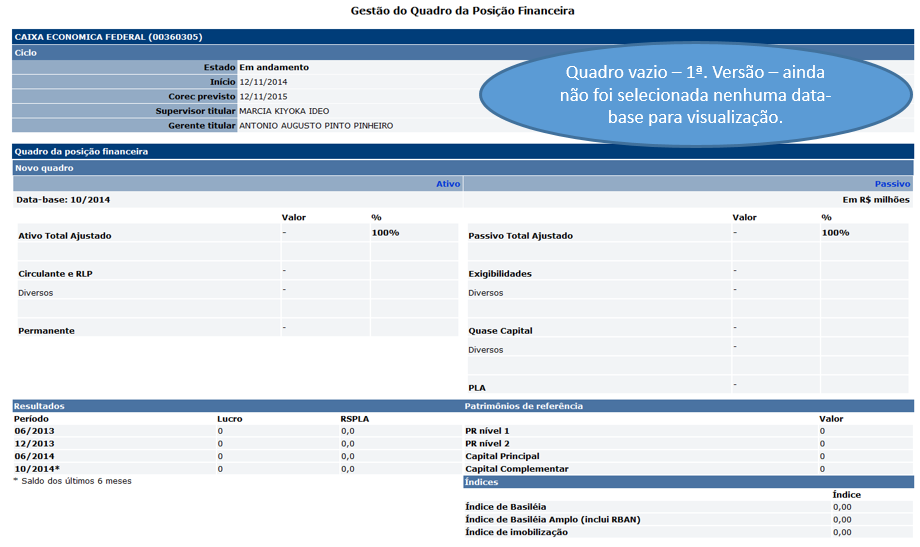 Gestão do Quadro da Posição Financeira
CAIXA ECONOMICA FEDERAL (00360305)
Ciclo
Estado Em andamento
Início 12/11/2014
Corec previsto 12/11/2015
Supervisor titular MARCIA KIYOKA IDEO
Gerente titular ANTONIO AUGUSTO PINTO PINHEIRO
Quadro vazio – 1ª. Versão – ainda
não foi selecionada nenhuma data-
base para visualização.
Quadro da posição financeira
Novo quadro
Ativo Passivo
Data-base: 10/2014 Em R$ milhões
Valor % Valor %
Ativo Total Ajustado - 100% Passivo Total Ajustado - 100%
Circulante e RLP - Exigibilidades -
Diversos - Diversos -
Permanente - Quase Capital -
Diversos -
PLA -
Resultados
Período Lucro RSPLA
06/2013 0 0,0
12/2013 0 0,0
06/2014 0 0,0
10/2014* 0 0,0
* Saldo dos últimos 6 meses
Patrimônios de referência
Valor
PR nível 1 0
PR nível 2 0
Capital Principal 0
Capital Complementar 0
Índices
Índice
Índice de Basiléia 0,00
Índice de Basiléia Amplo (inclui RBAN) 0,00
Índice de imobilização 0,00